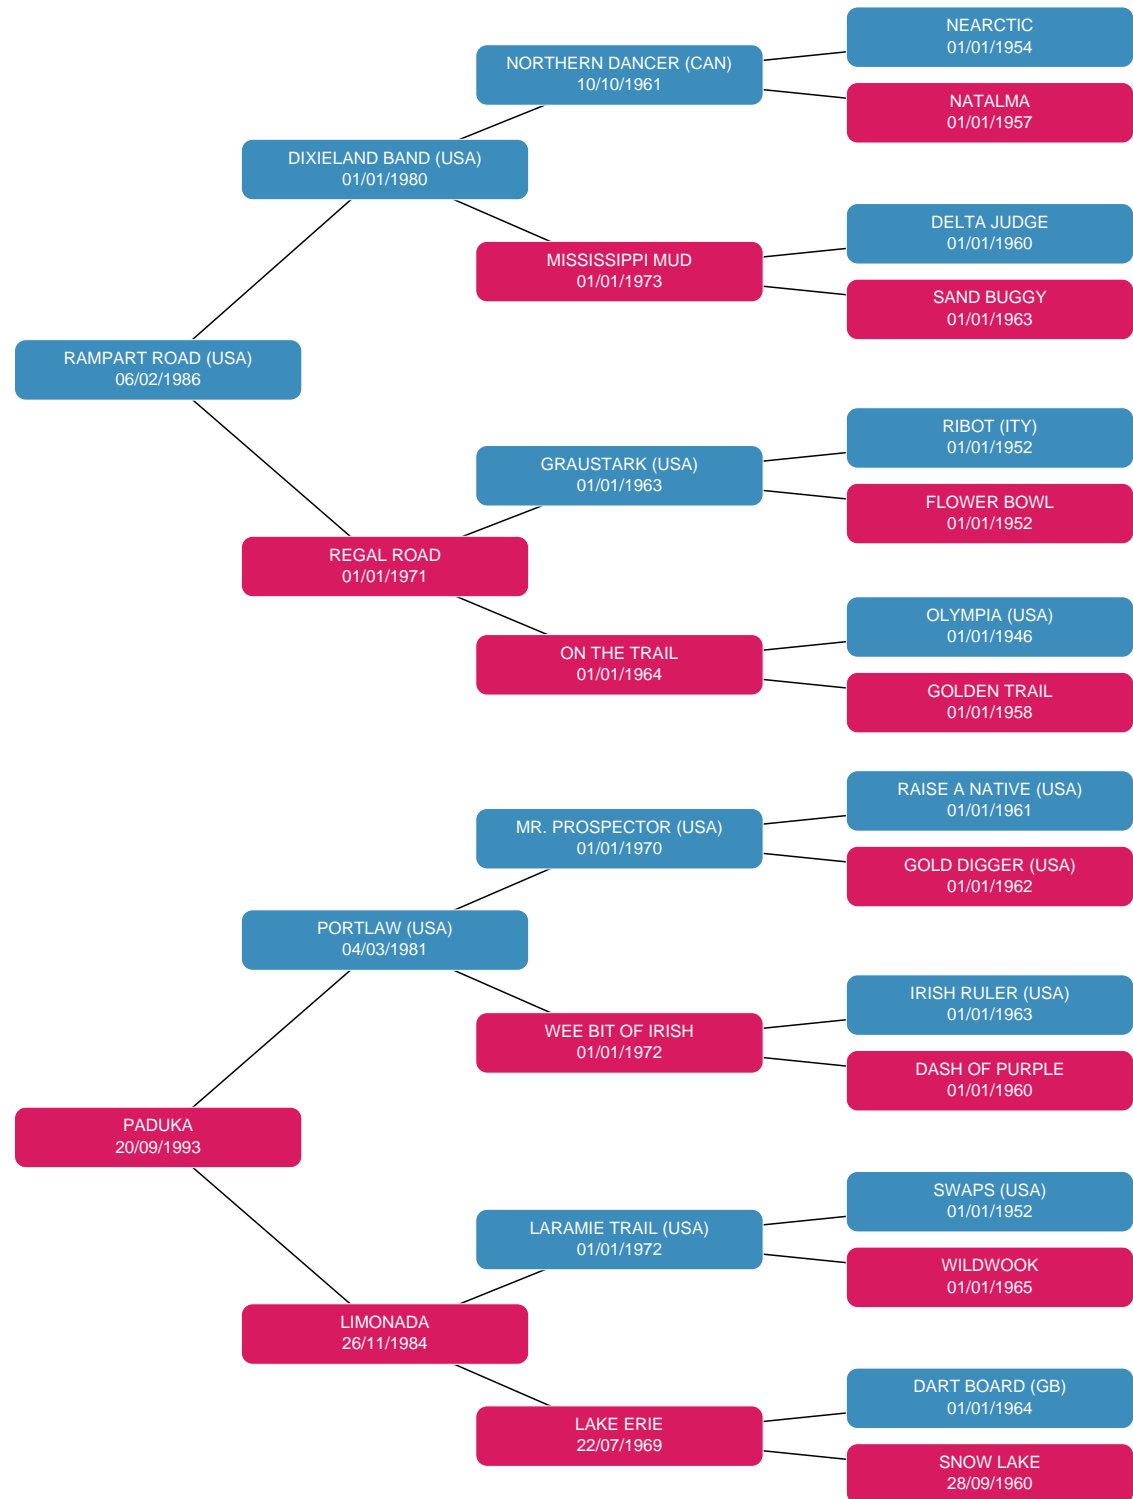 NEARCTIC
01/01/1954
NORTHERN DANCER (CAN)
10/10/1961
NATALMA
01/01/1957
DIXIELAND BAND (USA)
01/01/1980
DELTA JUDGE
01/01/1960
MISSISSIPPI MUD
01/01/1973
SAND BUGGY
01/01/1963
RAMPART ROAD (USA)
06/02/1986
RIBOT (ITY)
01/01/1952
GRAUSTARK (USA)
01/01/1963
FLOWER BOWL
01/01/1952
REGAL ROAD
01/01/1971
OLYMPIA (USA)
01/01/1946
ON THE TRAIL
01/01/1964
GOLDEN TRAIL
01/01/1958
RAISE A NATIVE (USA)
01/01/1961
MR. PROSPECTOR (USA)
01/01/1970
GOLD DIGGER (USA)
01/01/1962
PORTLAW (USA)
04/03/1981
IRISH RULER (USA)
01/01/1963
WEE BIT OF IRISH
01/01/1972
DASH OF PURPLE
01/01/1960
PADUKA
20/09/1993
SWAPS (USA)
01/01/1952
LARAMIE TRAIL (USA)
01/01/1972
WILDWOOK
01/01/1965
LIMONADA
26/11/1984
DART BOARD (GB)
01/01/1964
LAKE ERIE
22/07/1969
SNOW LAKE
28/09/1960